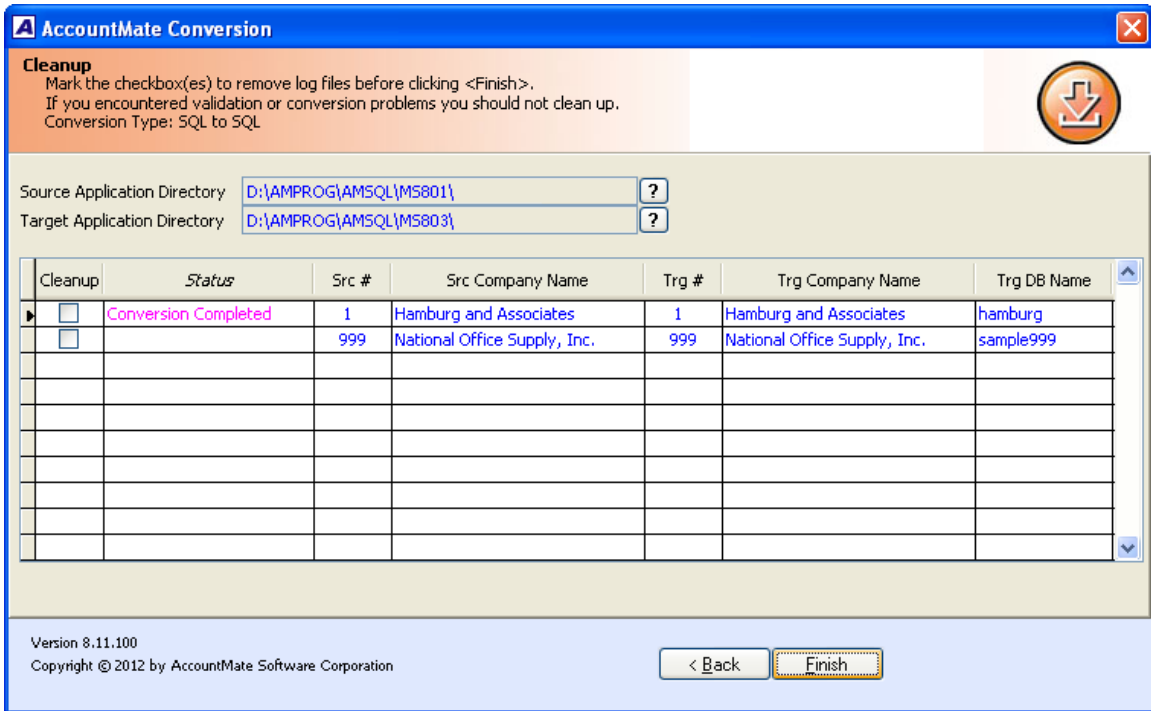 A AccountMate Conversion
Cleanup
Mark the checkbox(es) to remove log files before clicking <Finish>.
If you encountered validation or conversion problems you should not clean up.
Conversion Type: SQL to SQL
Source Application Directory D:\AMPROG\AMSQL\MS801\ ?
Target Application Directory D:\AMPROG\AMSQL\MS803\ ?
Cleanup Status Src # Src Company Name Trg # Trg Company Name Trg DB Name
Conversion Completed 1 Hamburg and Associates 1 Hamburg and Associates hamburg
999 National Office Supply, Inc. 999 National Office Supply, Inc. sample999
Version 8.11.100
Copyright © 2012 by AccountMate Software Corporation
< Back Finish